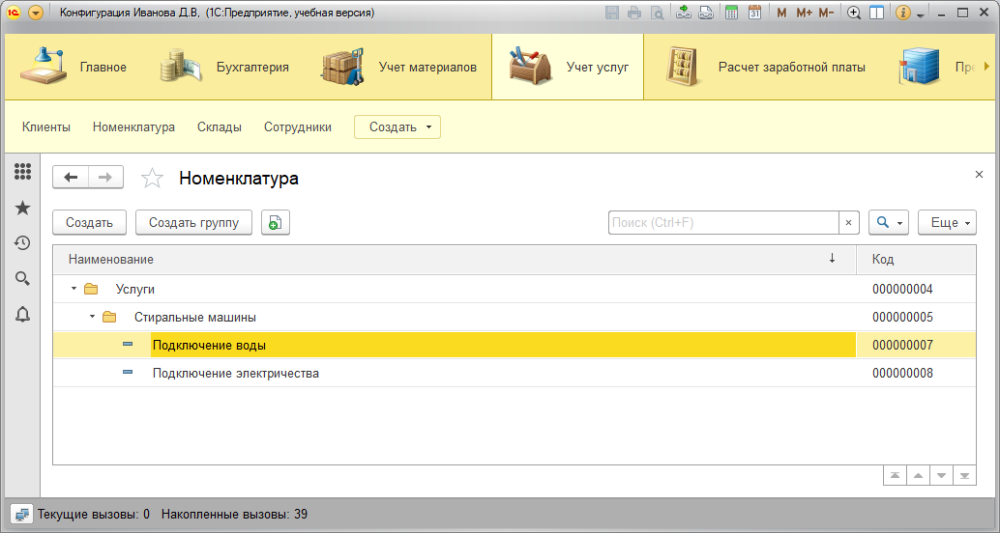 Конфигурация Иванова Д.В, (1С:Предприятие, учебная версия)
31 M M+ M-
Главное Бухгалтерия Учет материалов Учет услуг Расчет заработной платы
Клиенты Номенклатура Склады Сотрудники Создать
Номенклатура
Создать Создать группу Поиск (Ctrl+F) Еще
Наименование Код
Услуги 000000004
Стиральные машины 000000005
Подключение воды 000000007
Подключение электричества 000000008
Текущие вызовы: 0 Накопленные вызовы: 39